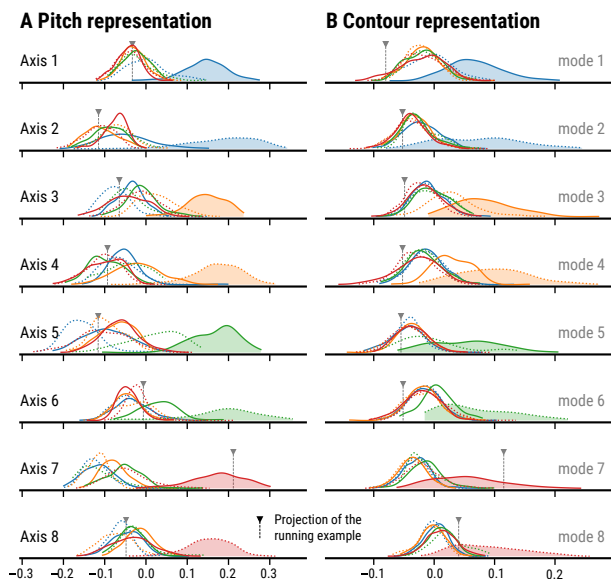 A Pitch representation B Contour representation
Axis 1 mode 1
Axis 2 mode 2
Axis 3 mode 3
Axis 4 mode 4
Axis 5 mode 5
Axis 6 mode 6
Axis 7 mode 7
Axis 8 mode 8
Projection of the
running example
−0.3 −0.2 −0.1 0.0 0.1 0.2 0.3 −0.1 0.0 0.1 0.2